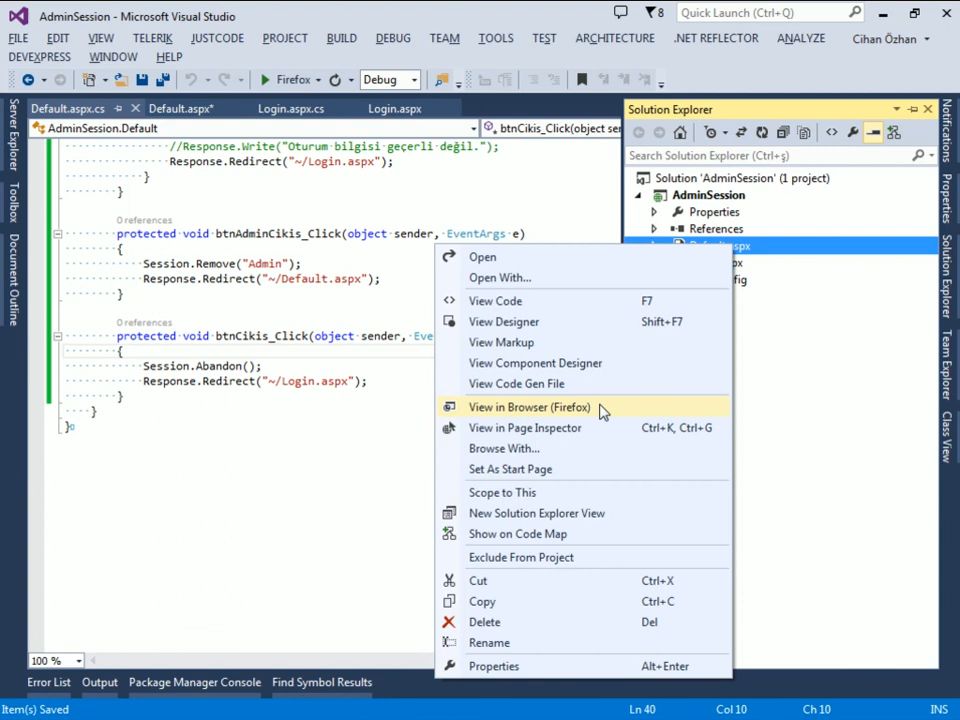 AdminSession - Microsoft Visual Studio
8
Quick Launch (Ctrl+Q)
FILE EDIT VIEW TELERIK JUSTCODE PROJECT BUILD DEBUG TEAM TOOLS TEST ARCHITECTURE .NET REFLECTOR ANALYZE Cihan Özhan
DEVEXPRESS WINDOW HELP
Firefox Debug
Server Explorer
Toolbox
Document Outline
Default.aspx.cs Default.aspx* Login.aspx.cs Login.aspx
AdminSession.Default btnCikis_Click(object ser
//Response.Write("Oturum bilgisi geçerli değil.");
Response.Redirect("~/Login.aspx");
}
}
0 references
protected void btnAdminCikis_Click(object sender, EventArgs e)
{
Session.Remove("Admin");
Response.Redirect("~/Default.aspx");
}
0 references
protected void btnCikis_Click(object sender, Eve
{
Session.Abandon();
Response.Redirect("~/Login.aspx");
}
}
}
100 %
Solution Explorer
Search Solution Explorer (Ctrl+ş)
Solution 'AdminSession' (1 project)
AdminSession
Properties
References
Open
Open With...
View Code F7
View Designer Shift+F7
View Markup
View Component Designer
View Code Gen File
View in Browser (Firefox)
View in Page Inspector Ctrl+K, Ctrl+G
Browse With...
Set As Start Page
Scope to This
New Solution Explorer View
Show on Code Map
Exclude From Project
Cut Ctrl+X
Copy Ctrl+C
Delete Del
Rename
Properties Alt+Enter
Notifications
Properties
Solution Explorer
Team Explorer
Class View
Error List Output Package Manager Console Find Symbol Results
Item(s) Saved Ln 40 Col 10 Ch 10 INS